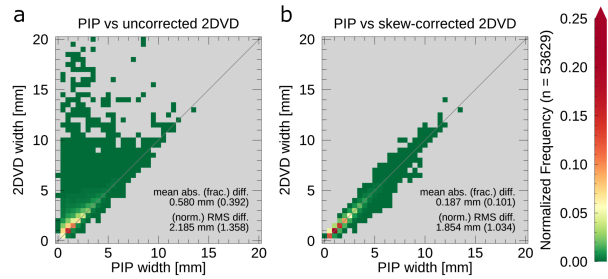 a
PIP vs uncorrected 2DVD
20
15
10
5
0
2DVD width [mm]
mean abs. (frac.) diff.
0.580 mm (0.392)
(norm.) RMS diff.
2.185 mm (1.358)
0 5 10 15 20
PIP width [mm]
b
PIP vs skew-corrected 2DVD
20
15
10
5
0
2DVD width [mm]
mean abs. (frac.) diff.
0.187 mm (0.101)
(norm.) RMS diff.
1.854 mm (1.034)
0 5 10 15 20
PIP width [mm]
0.25
0.20
0.15
0.10
0.05
0.00
Normalized Frequency (n = 53629)